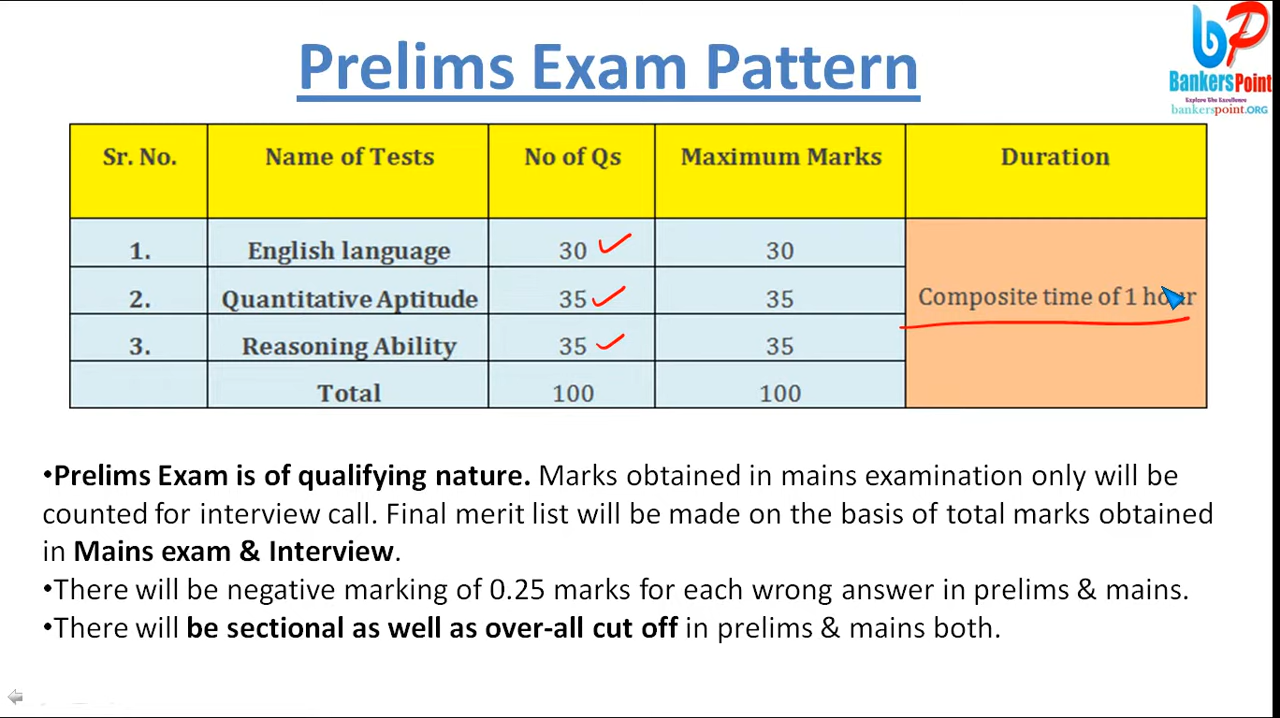 Prelims Exam Pattern
bP
BankersPoint
Explore The Excellence
bankerspoint.ORG
Sr. No. Name of Tests No of Qs Maximum Marks Duration
1. English language 30 30
2. Quantitative Aptitude 35 35 Composite time of 1 hour
3. Reasoning Ability 35 35
Total 100 100
•Prelims Exam is of qualifying nature. Marks obtained in mains examination only will be
counted for interview call. Final merit list will be made on the basis of total marks obtained
in Mains exam & Interview.
•There will be negative marking of 0.25 marks for each wrong answer in prelims & mains.
•There will be sectional as well as over-all cut off in prelims & mains both.